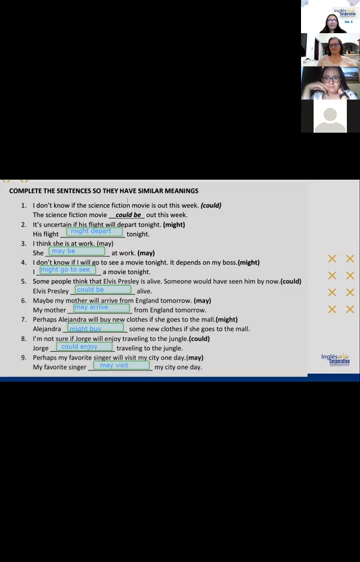 Inglés
Corporativo
COMPLETE THE SENTENCES SO THEY HAVE SIMILAR MEANINGS
1. I don't know if the science fiction movie is out this week. (could)
The science fiction movie __could be__ out this week.
2. It's uncertain if his flight will depart tonight. (might)
His flight might depart tonight.
3. I think she is at work. (may)
She may be at work. (may)
4. I don't know if I will go to see a movie tonight. It depends on my boss.(might)
I might go to see a movie tonight.
5. Some people think that Elvis Presley is alive. Someone would have seen him by now.(could)
Elvis Presley could be alive.
6. Maybe my mother will arrive from England tomorrow. (may)
My mother may arrive from England tomorrow.
7. Perhaps Alejandra will buy new clothes if she goes to the mall.(might)
Alejandra might buy some new clothes if she goes to the mall.
8. I'm not sure if Jorge will enjoy traveling to the jungle.(could)
Jorge could enjoy traveling to the jungle.
9. Perhaps my favorite singer will visit my city one day.(may)
My favorite singer may visit my city one day.
Inglés
Corporativo